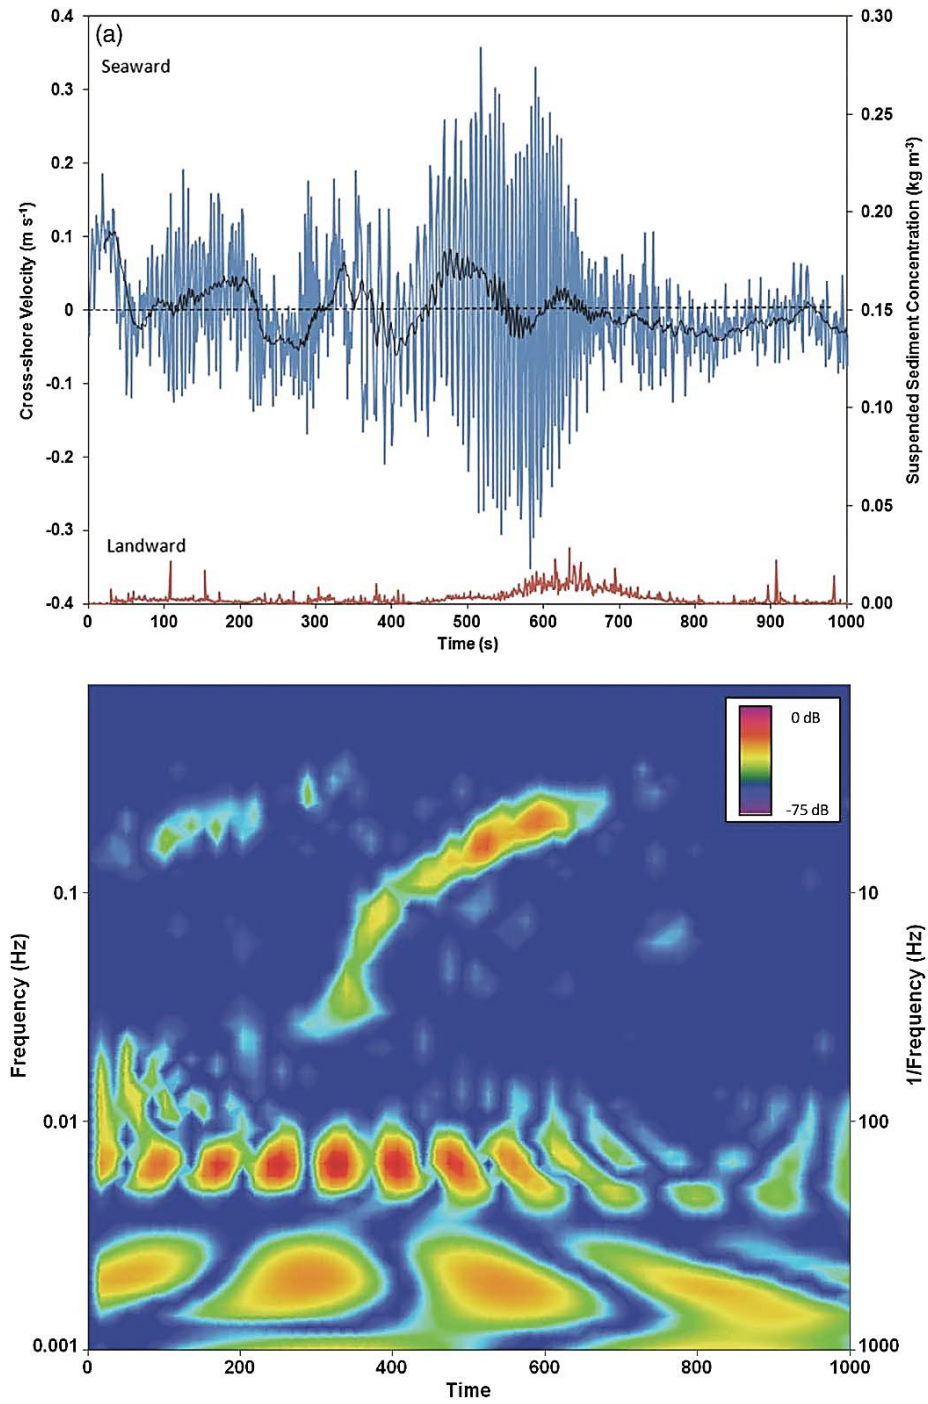 (a)
Seaward
Landward
0.4
0.3
0.2
0.1
0
-0.1
-0.2
-0.3
-0.4
Cross-shore Velocity (m s-1)
0.30
0.25
0.20
0.15
0.10
0.05
0.00
Suspended Sediment Concentration (kg m-3)
0 100 200 300 400 500 600 700 800 900 1000
Time (s)
0 dB
-75 dB
0.1
0.01
0.001
Frequency (Hz)
10
100
1000
1/Frequency (Hz)
0 200 400 600 800 1000
Time